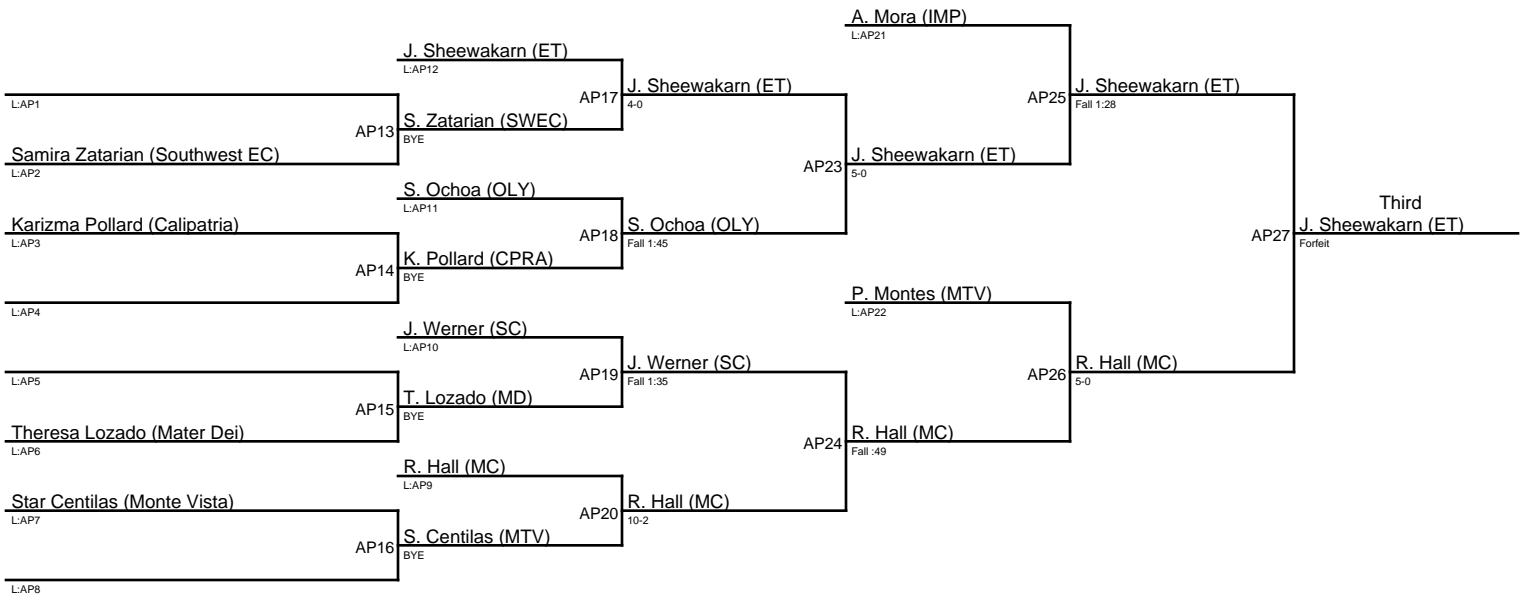 A. Mora (IMP)
L:AP21
J. Sheewakarn (ET)
L:AP12
J. Sheewakarn (ET)
AP17
4-0
AP25
J. Sheewakarn (ET)
Fall 1:28
L:AP1
AP13
S. Zatarian (SWEC)
BYE
Samira Zatarian (Southwest EC)
L:AP2
AP23
J. Sheewakarn (ET)
5-0
S. Ochoa (OLY)
L:AP11
Third
Karizma Pollard (Calipatria)
L:AP3
AP18
S. Ochoa (OLY)
Fall 1:45
AP27
J. Sheewakarn (ET)
Forfeit
AP14
K. Pollard (CPRA)
BYE
L:AP4
P. Montes (MTV)
L:AP22
J. Werner (SC)
L:AP10
L:AP5
AP19
J. Werner (SC)
Fall 1:35
AP26
R. Hall (MC)
5-0
AP15
T. Lozado (MD)
BYE
Theresa Lozado (Mater Dei)
L:AP6
AP24
R. Hall (MC)
Fall :49
R. Hall (MC)
L:AP9
Star Centilas (Monte Vista)
L:AP7
AP20
R. Hall (MC)
10-2
AP16
S. Centilas (MTV)
BYE
L:AP8